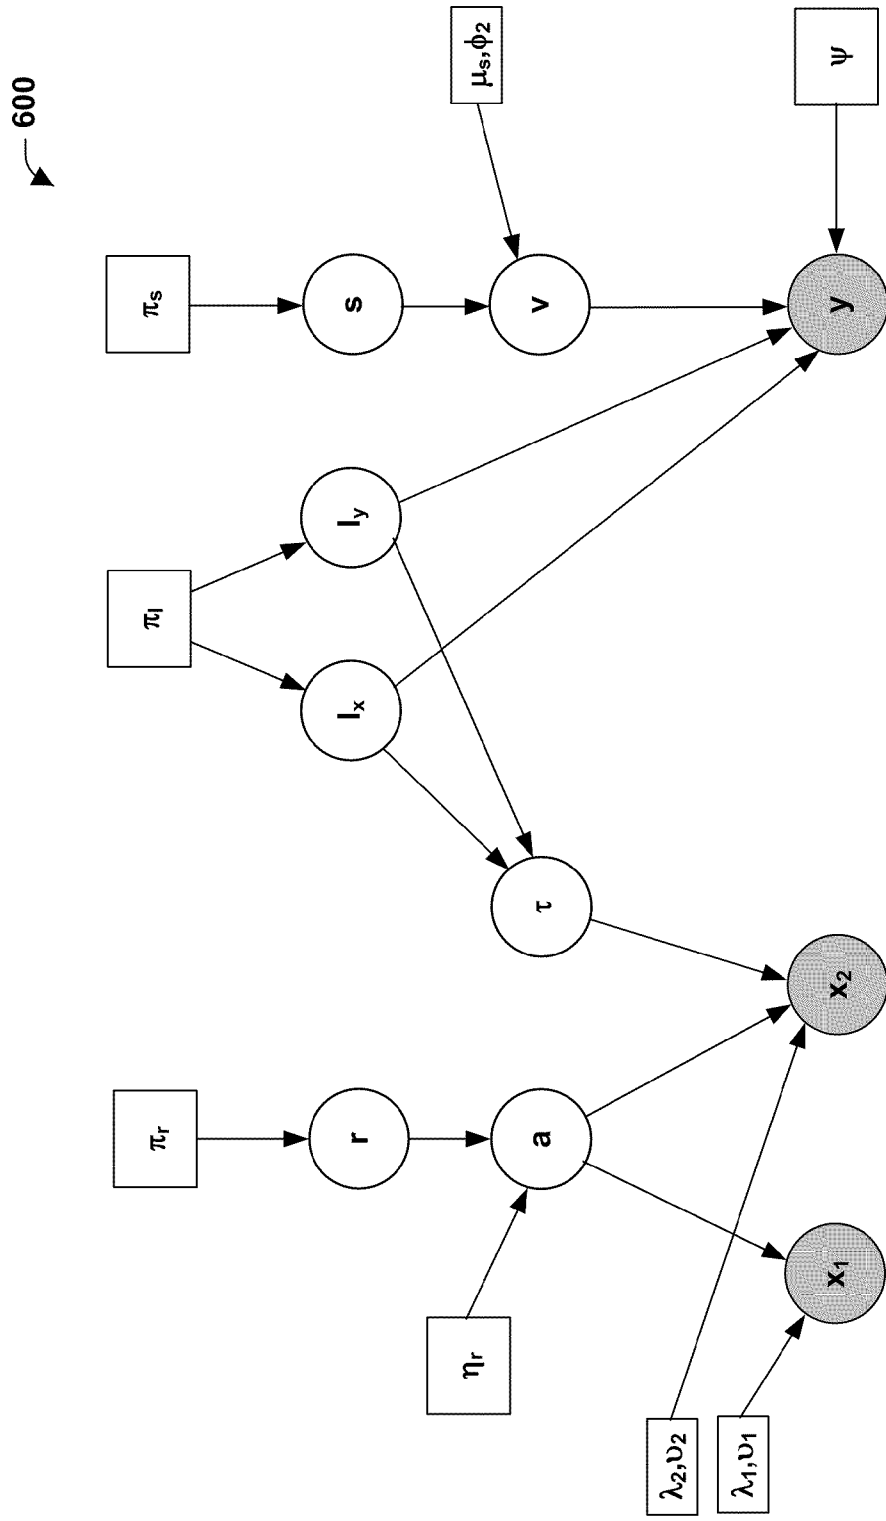 600
π_r
π_l
π_s
r
l_x
l_y
s
η_r
a
τ
v
μ_s,ϕ_2
λ_2,υ_2
λ_1,υ_1
x_1
x_2
y
ψ